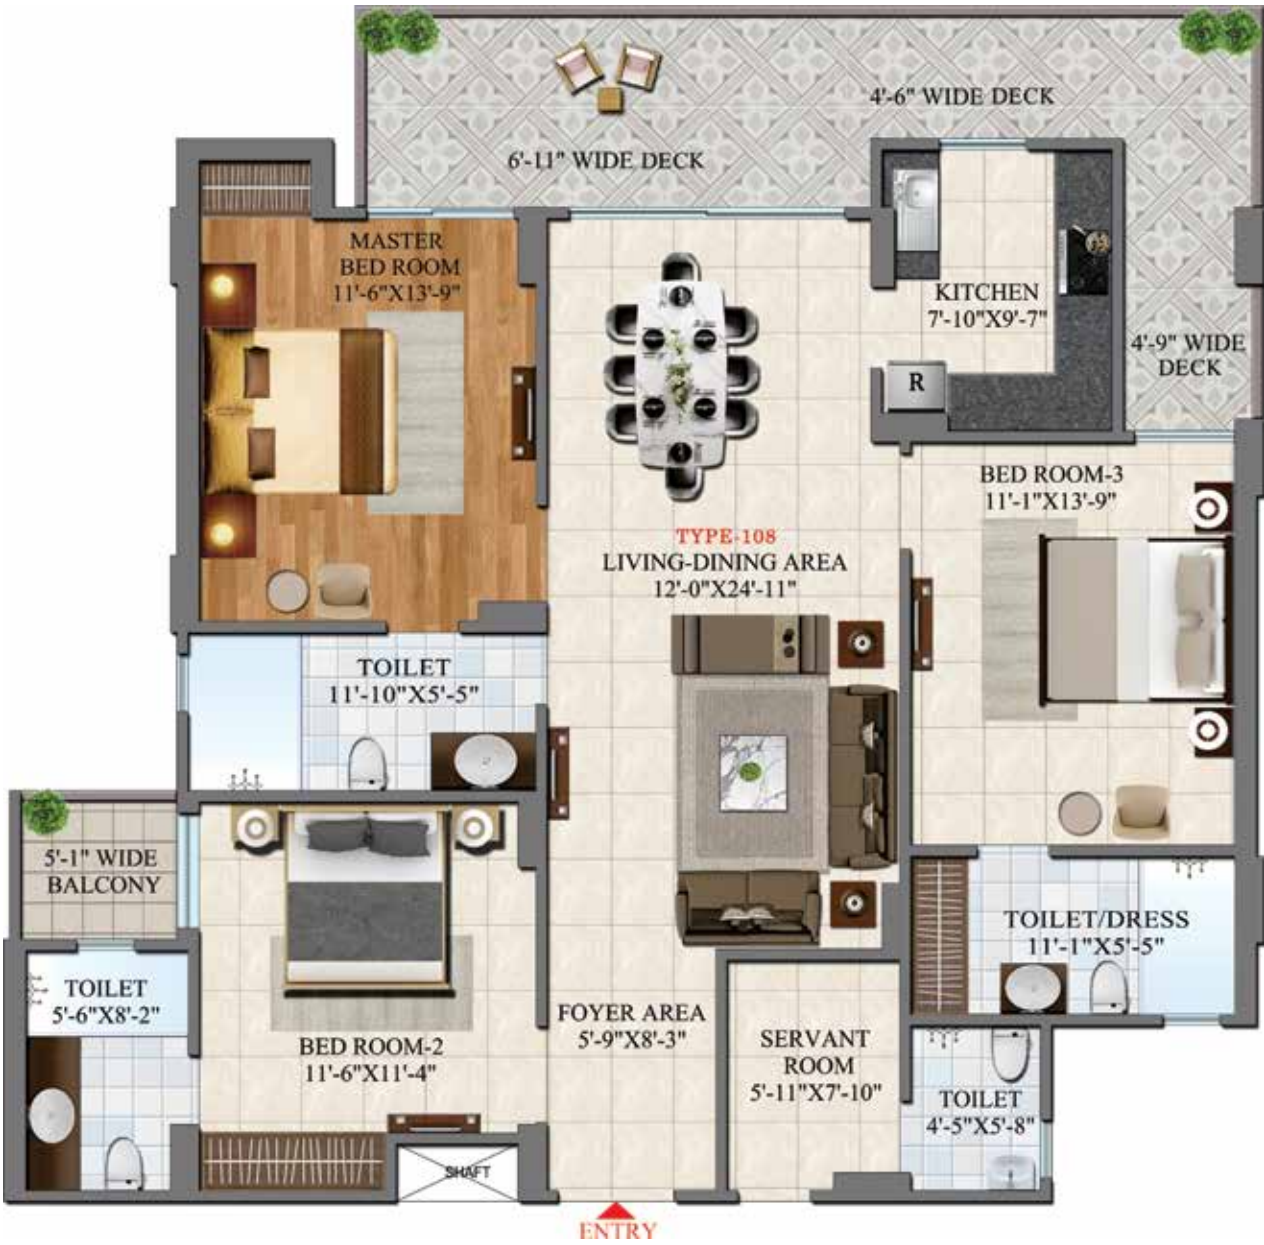 4'-6" WIDE DECK
6'-11" WIDE DECK
MASTER
BED ROOM
11'-6"X13'-9"
KITCHEN
7'-10"X9'-7"
4'-9" WIDE
DECK
R
BED ROOM-3
11'-1"X13'-9"
TYPE-108
LIVING-DINING AREA
12'-0"X24'-11"
TOILET
11'-10"X5'-5"
5'-1" WIDE
BALCONY
TOILET/DRESS
11'-1"X5'-5"
TOILET
5'-6"X8'-2"
FOYER AREA
5'-9"X8'-3"
BED ROOM-2
11'-6"X11'-4"
SERVANT
ROOM
5'-11"X7'-10"
TOILET
4'-5"X5'-8"
SHAFT
ENTRY